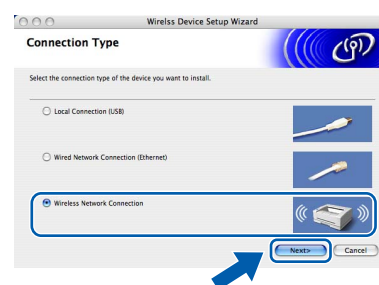 Wirelss Device Setup Wizard
Connection Type
Select the connection type of the device you want to install.
Local Connection (USB)
Wired Network Connection (Ethernet)
Wireless Network Connection
Next> Cancel